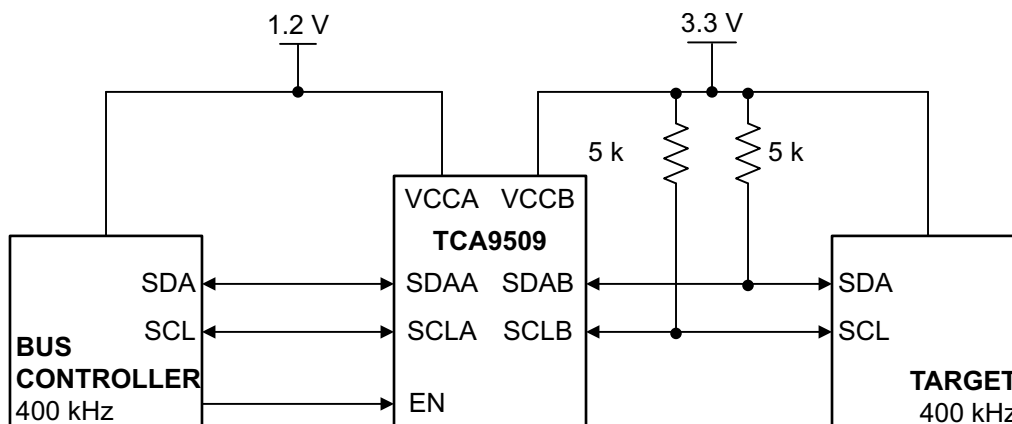 1.2 V
3.3 V
5 k
5 k
VCCA VCCB
TCA9509
SDA
SDAA SDAB
SDA
SCL
SCLA SCLB
SCL
BUS
CONTROLLER
400 kHz
EN
TARGET
400 kHz